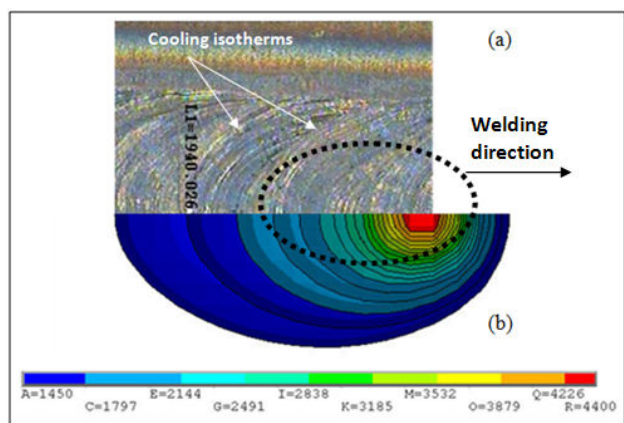 (a)
Cooling isotherms
Welding
direction
L1=1940.026
(b)
A=1450 E=2144 I=2838 M=3532 Q=4226
C=1797 G=2491 K=3185 O=3879 R=4400